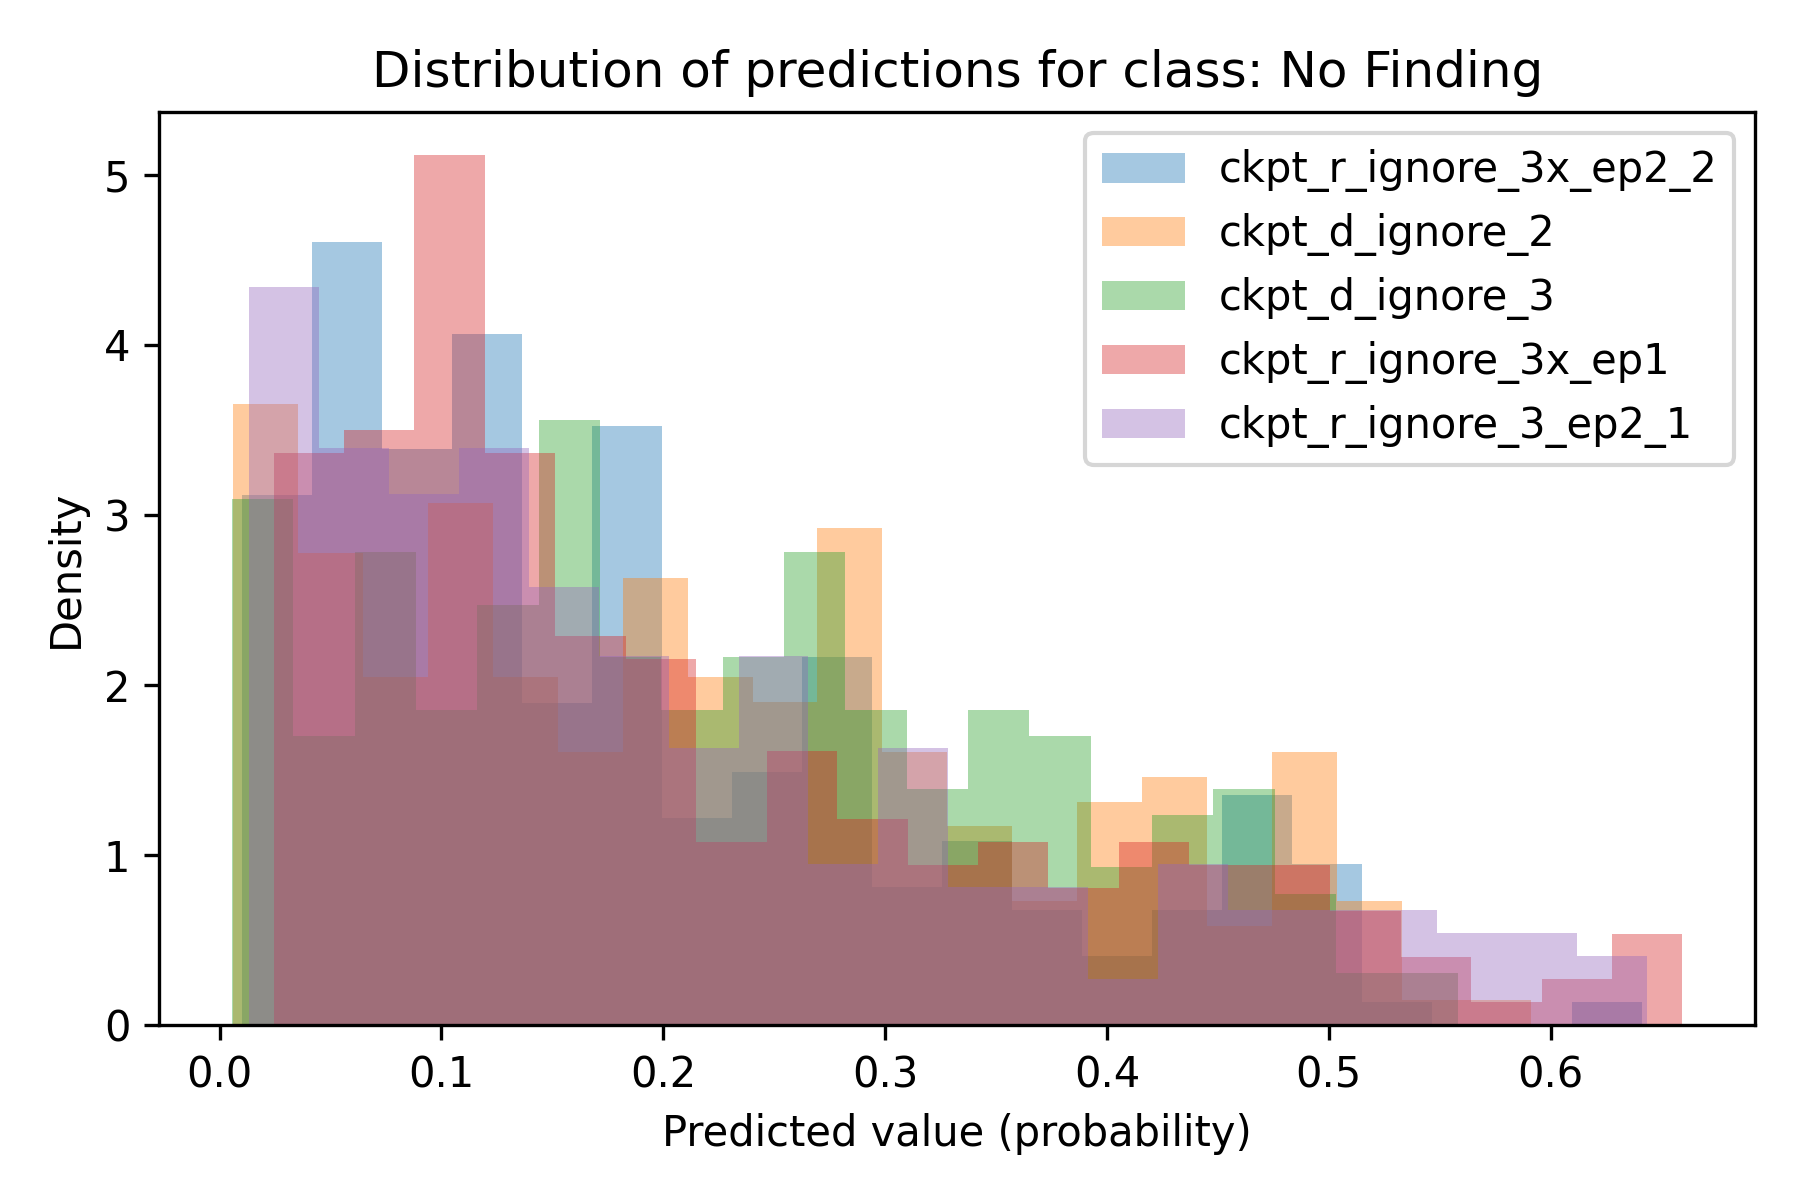 Distribution of predictions for class: No Finding
ckpt_r_ignore_3x_ep2_2
ckpt_d_ignore_2
ckpt_d_ignore_3
ckpt_r_ignore_3x_ep1
ckpt_r_ignore_3_ep2_1
Density
5
4
3
2
1
0
0.0 0.1 0.2 0.3 0.4 0.5 0.6
Predicted value (probability)